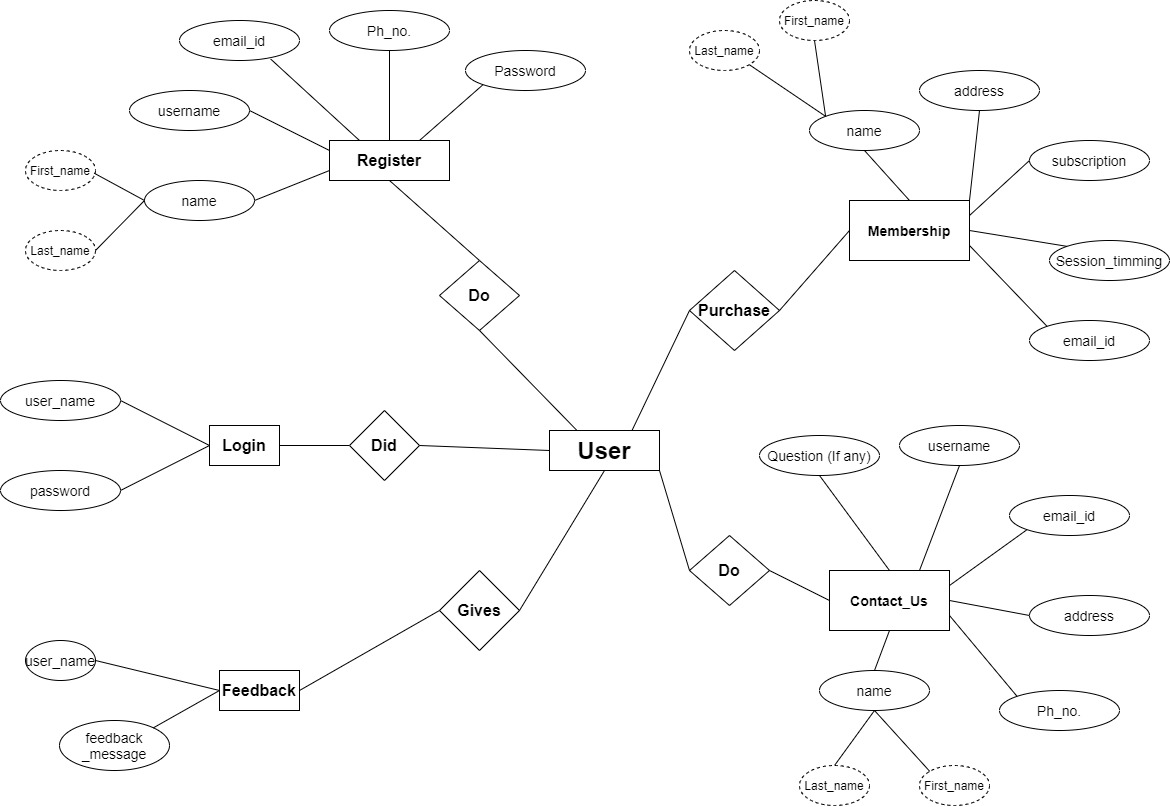 First_name
Last_name
Ph_no.
email_id
Password
username
address
name
subscription
Register
First_name
name
Membership
Session_timming
Last_name
Do
Purchase
email_id
user_name
Login
Did
User
Question (If any)
username
password
email_id
Do
Contact_Us
Gives
address
user_name
Feedback
name
Ph_no.
feedback
_message
Last_name
First_name